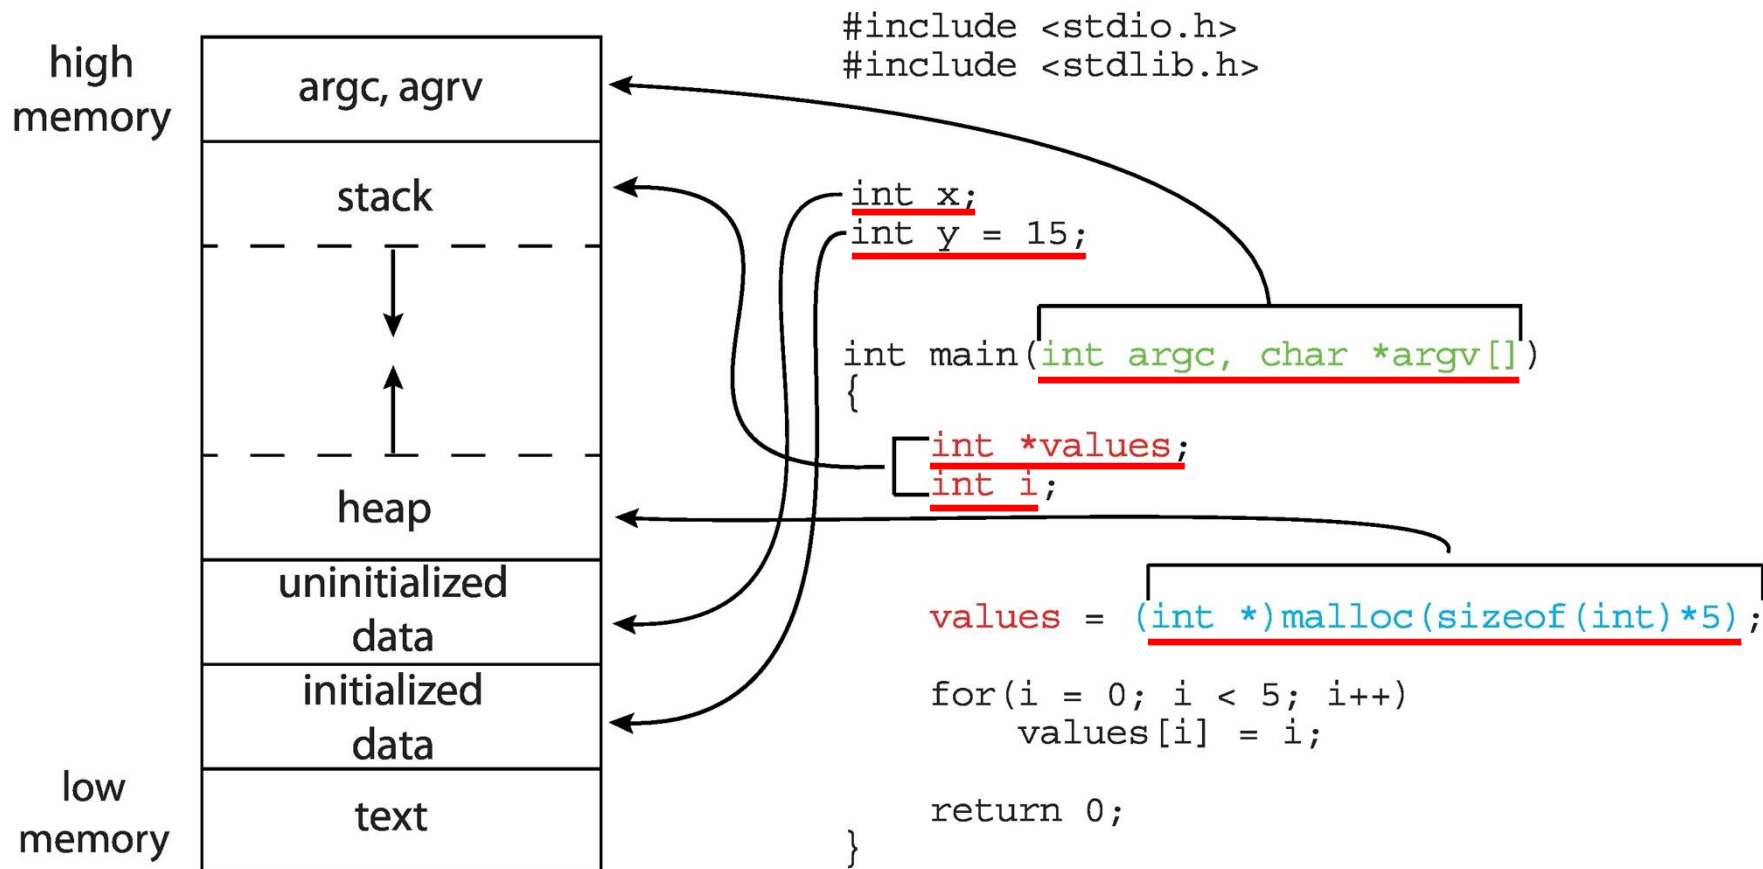 high
memory
argc, agrv
stack
heap
uninitialized
data
initialized
data
low
memory
text
#include <stdio.h>
#include <stdlib.h>
int x;
int y = 15;
int main(int argc, char *argv[])
{
int *values;
int i;
values = (int *)malloc(sizeof(int)*5);
for(i = 0; i < 5; i++)
values[i] = i;
return 0;
}